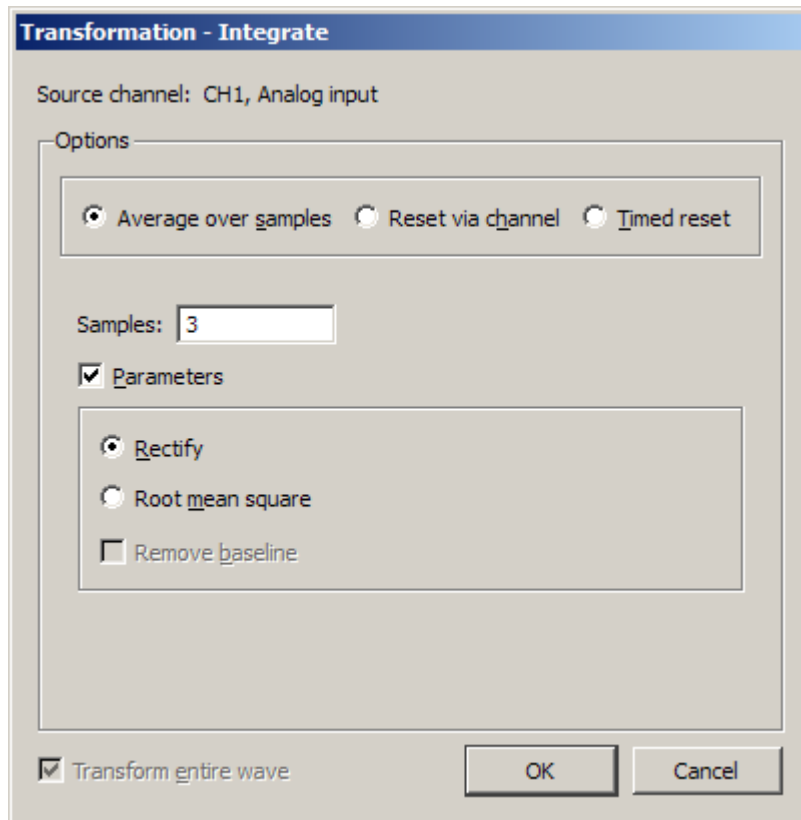 Transformation - Integrate
Source channel: CH1, Analog input
Options
Average over samples Reset via channel Timed reset
Samples: 3
Parameters
Rectify
Root mean square
Remove baseline
Transform entire wave OK Cancel